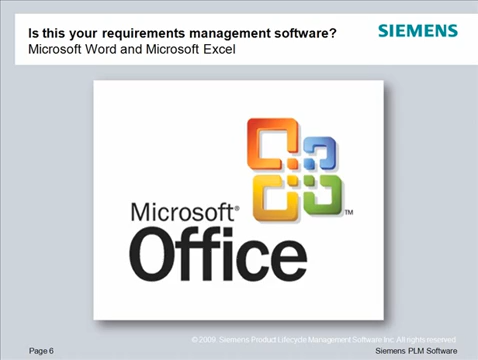 Is this your requirements management software?
SIEMENS
Microsoft Word and Microsoft Excel
Microsoft®
Office
TM
© 2009. Siemens Product Lifecycle Management Software Inc. All rights reserved
Page 6
Siemens PLM Software